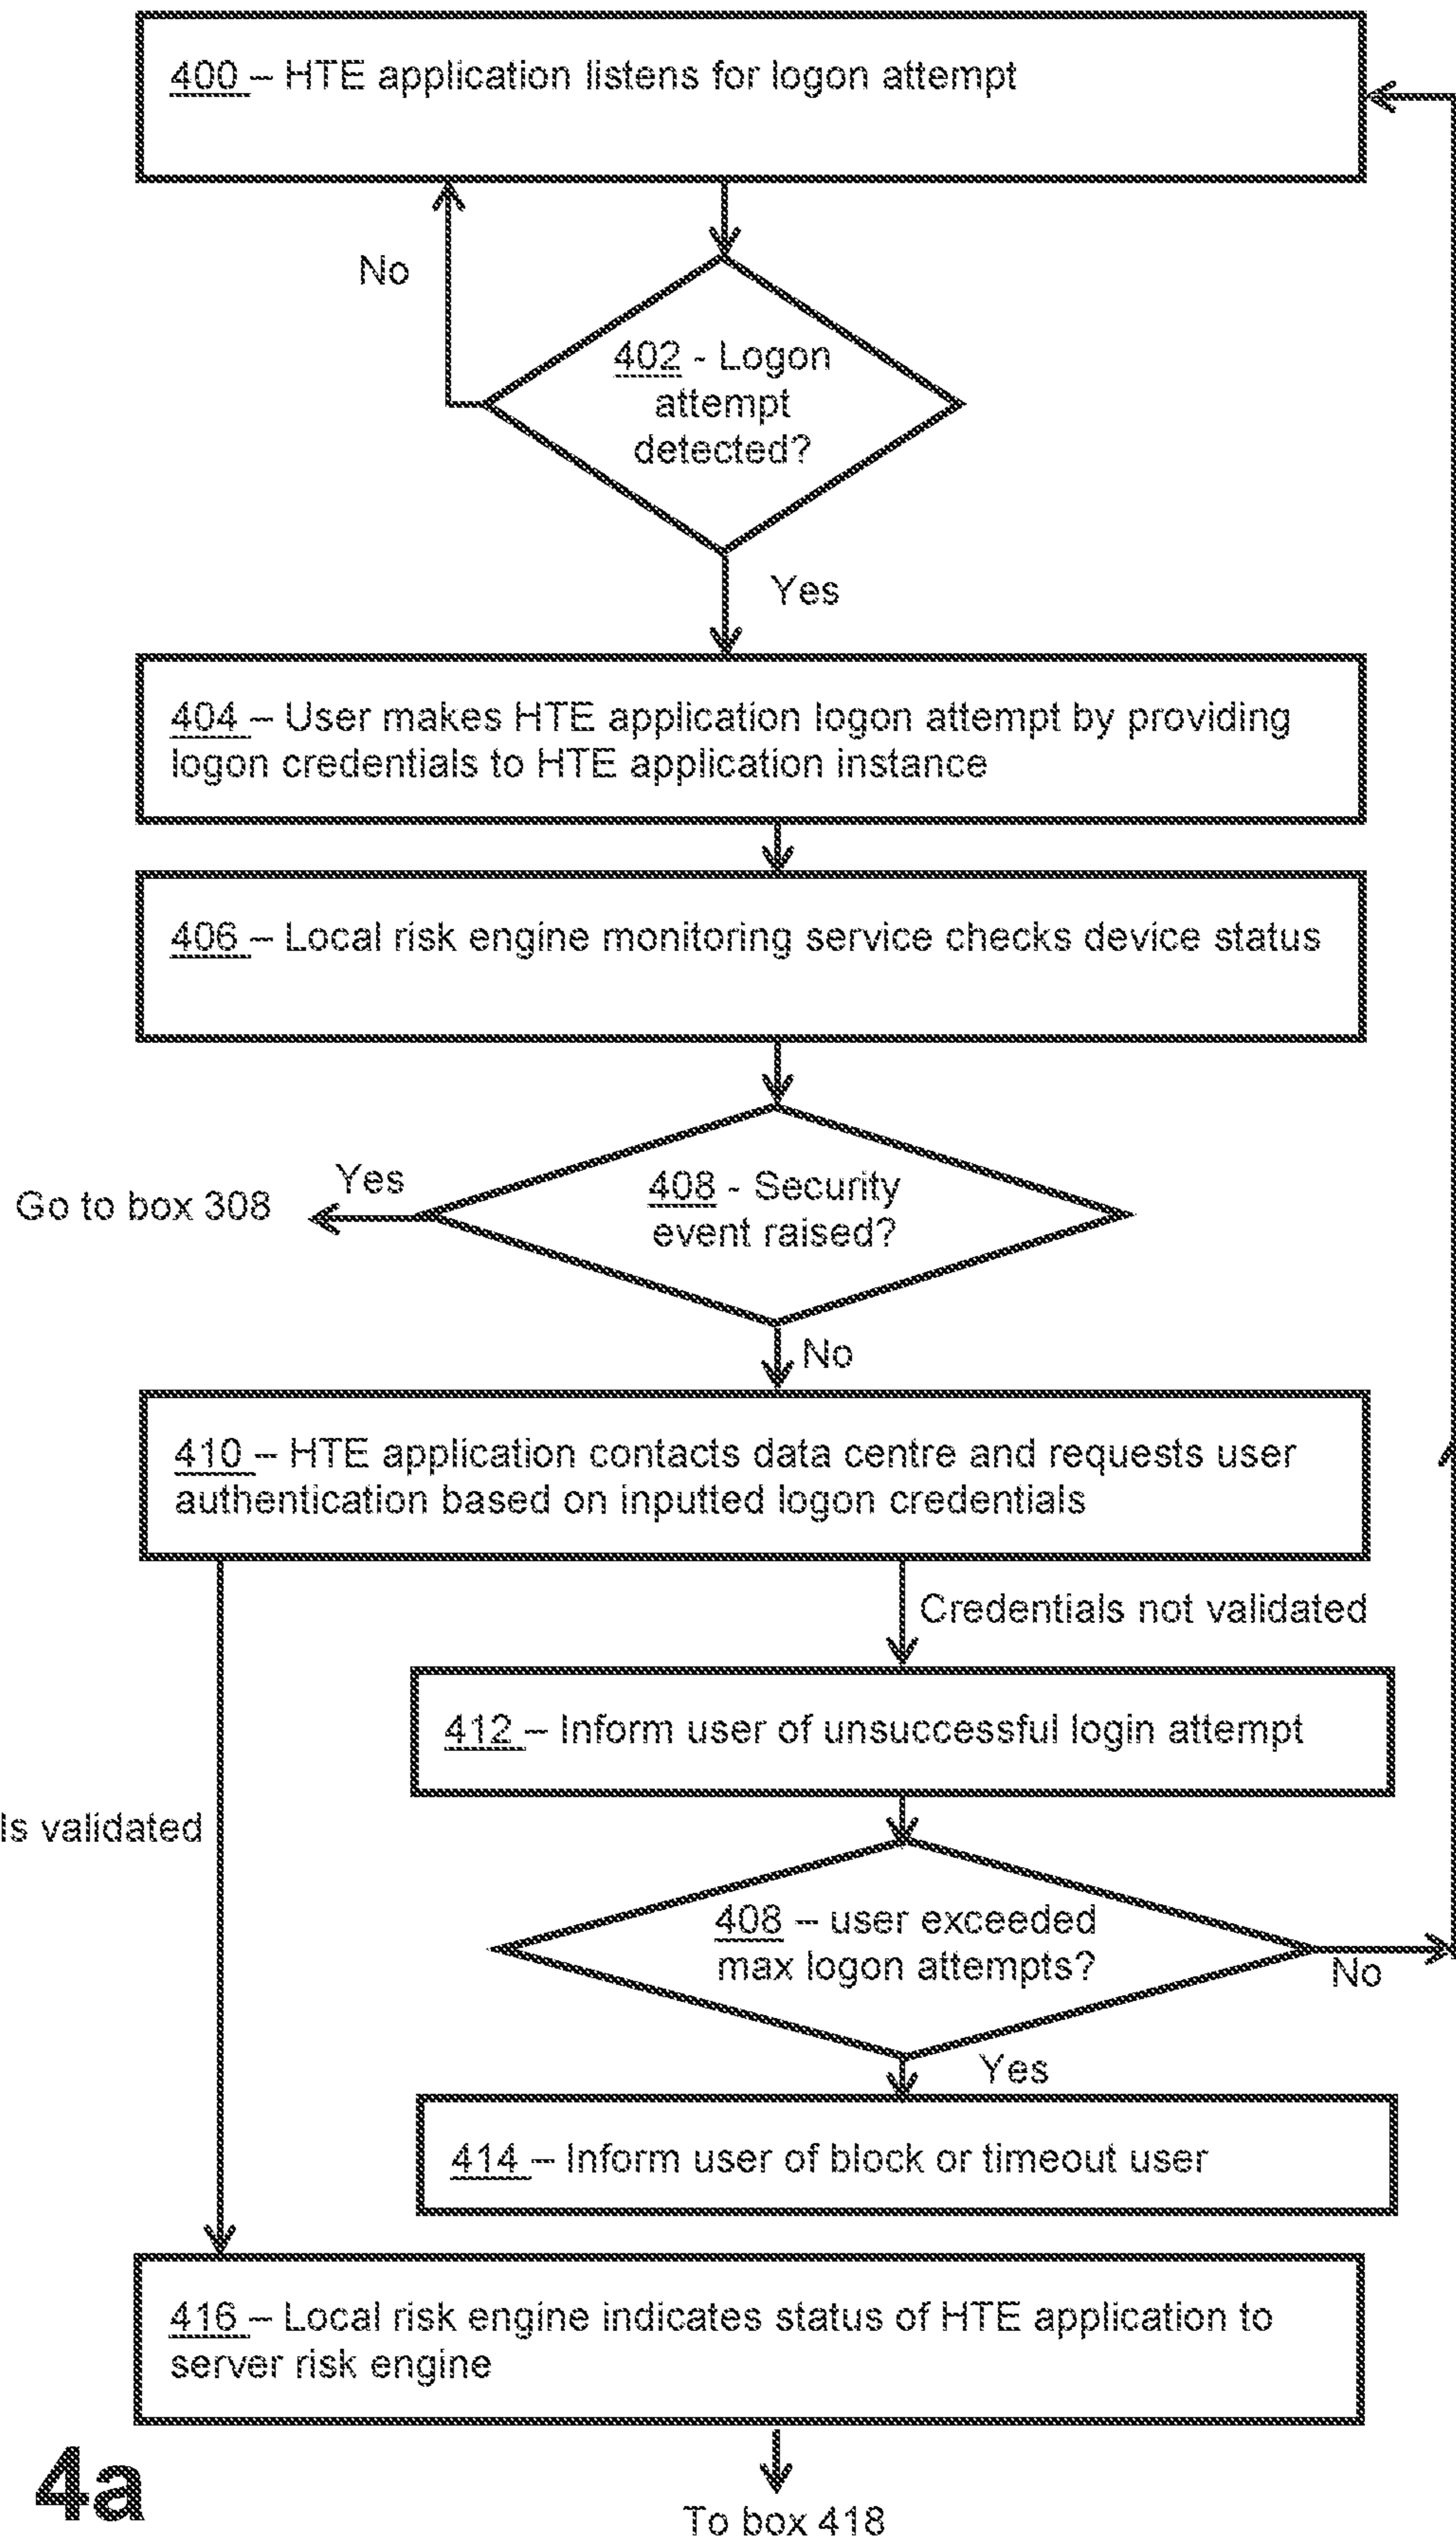 400 – HTE application listens for logon attempt
No
402 - Logon
attempt
detected?
Yes
404 – User makes HTE application logon attempt by providing
logon credentials to HTE application instance
406 – Local risk engine monitoring service checks device status
Go to box 308
Yes
408 - Security
event raised?
No
410 – HTE application contacts data centre and requests user
authentication based on inputted logon credentials
Credentials not validated
412 – Inform user of unsuccessful login attempt
ls validated
408 – user exceeded
max logon attempts?
No
Yes
414 – Inform user of block or timeout user
416 – Local risk engine indicates status of HTE application to
server risk engine
4a
To box 418